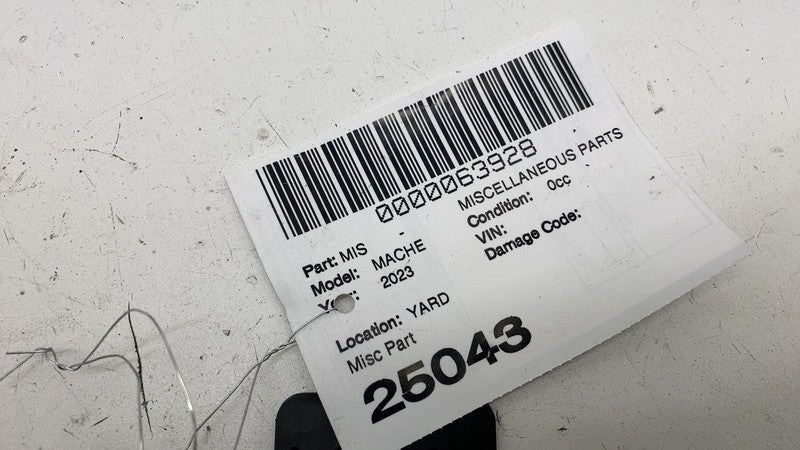 0000063928
Part: MIS - MISCELLANEOUS PARTS
Model: MACHE Condition: 0cc
Year: 2023 VIN:
Damage Code:
Location: YARD
Misc Part
25043